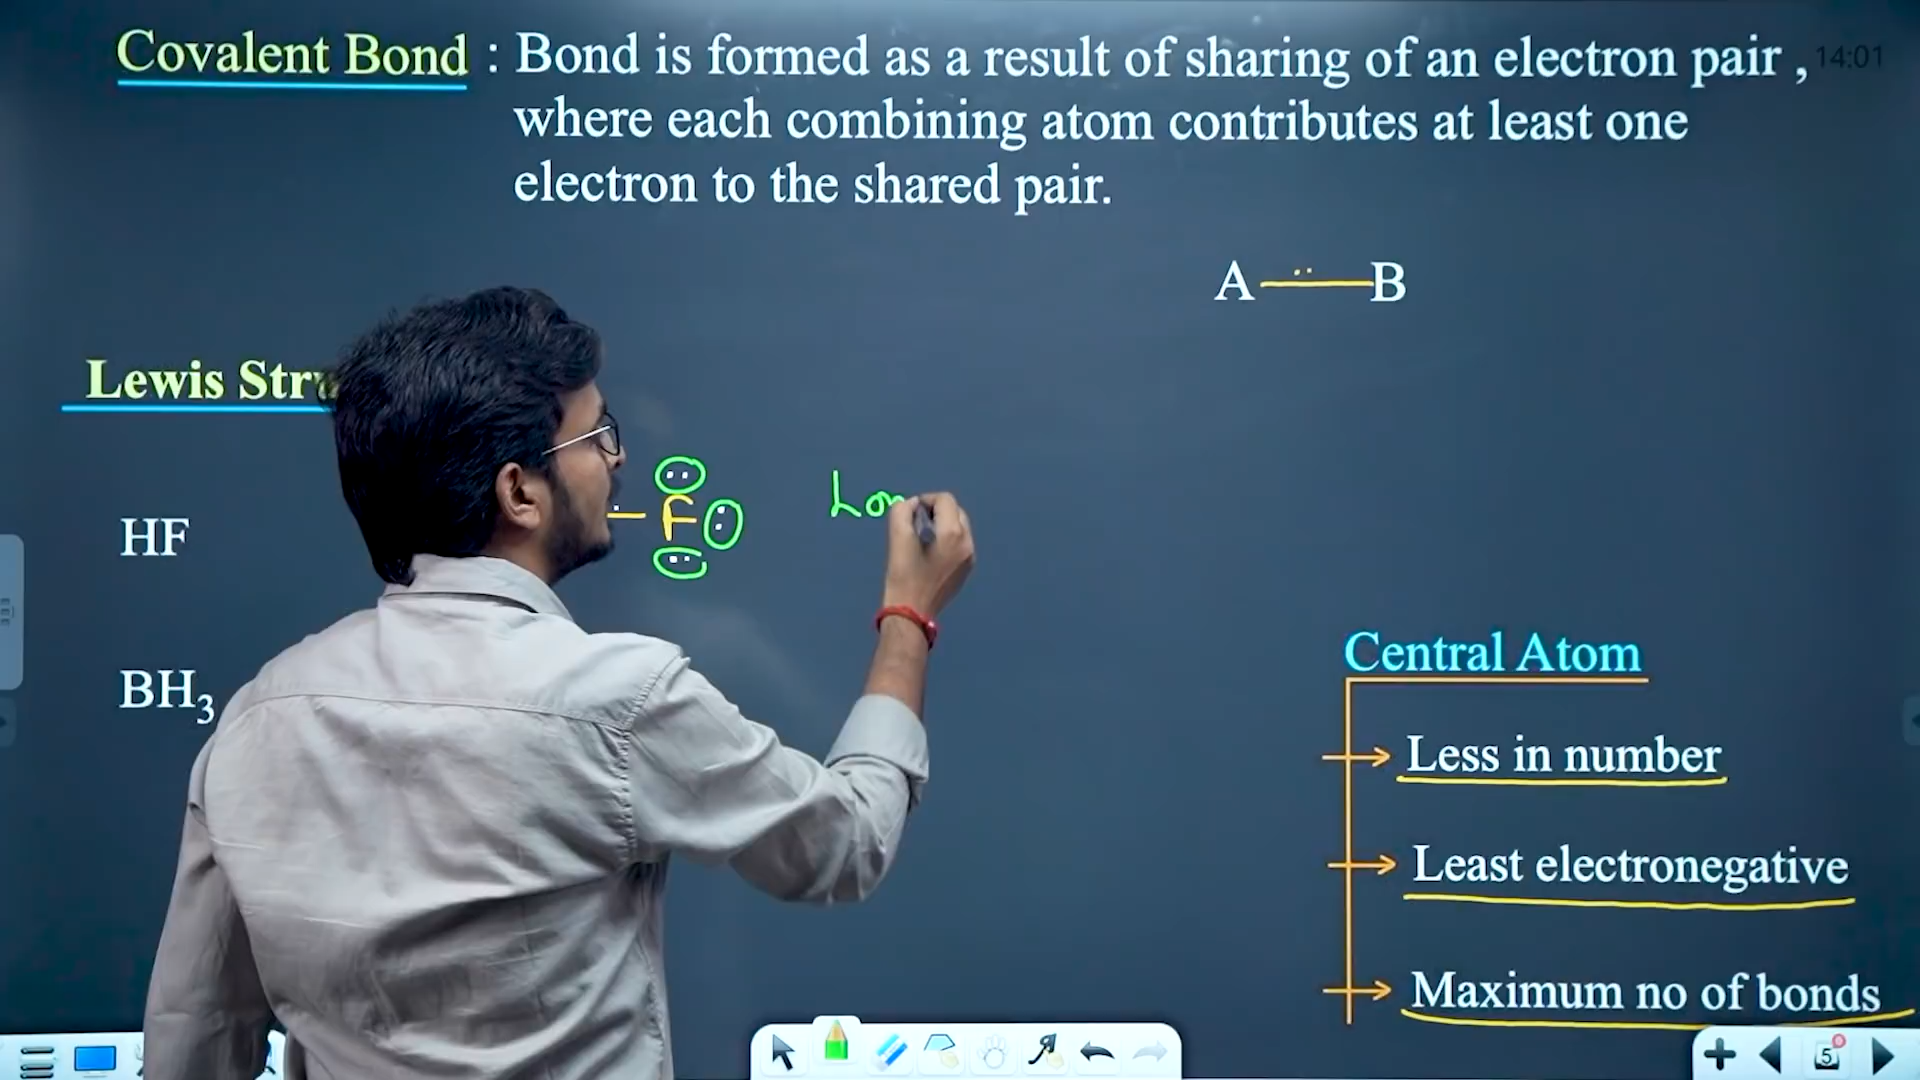 Covalent Bond : Bond is formed as a result of sharing of an electron pair ,
14:01
where each combining atom contributes at least one
electron to the shared pair.
A — B
Lewis Stru
HF
F
Lon
BH₃
Central Atom
Less in number
Least electronegative
Maximum no of bonds
5